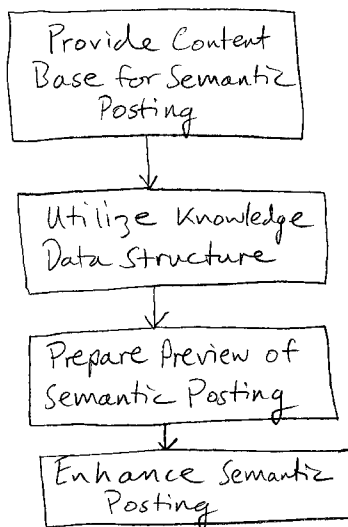 Provide Content
Base for Semantic
Posting
Utilize Knowledge
Data Structure
Prepare Preview of
Semantic Posting
Enhance Semantic
Posting